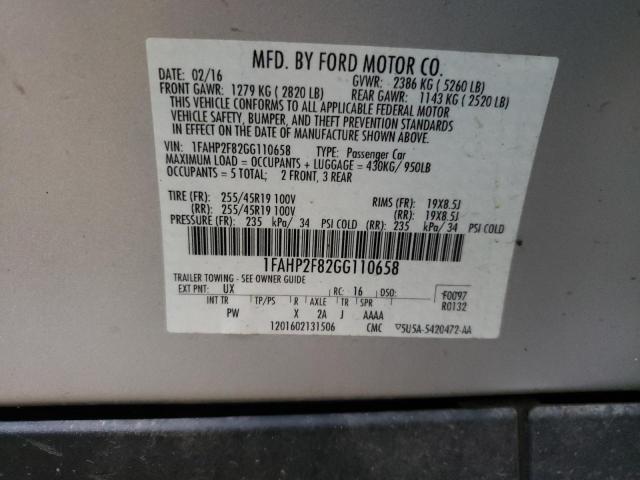 MFD. BY FORD MOTOR CO.
DATE: 02/16 GVWR: 2386 KG ( 5260 LB)
FRONT GAWR: 1279 KG ( 2820 LB) REAR GAWR: 1143 KG ( 2520 LB)
THIS VEHICLE CONFORMS TO ALL APPLICABLE FEDERAL MOTOR
VEHICLE SAFETY, BUMPER, AND THEFT PREVENTION STANDARDS
IN EFFECT ON THE DATE OF MANUFACTURE SHOWN ABOVE.
VIN: 1FAHP2F82GG110658 TYPE: Passenger Car
MAXIMUM LOAD = OCCUPANTS + LUGGAGE = 430KG/ 950LB
OCCUPANTS = 5 TOTAL; 2 FRONT, 3 REAR
TIRE (FR): 255/45R19 100V RIMS (FR): 19X8.5J
(RR): 255/45R19 100V (RR): 19X8.5J
PRESSURE (FR): 235 kPa/ 34 PSI COLD (RR): 235 kPa/ 34 PSI COLD
1FAHP2F82GG110658
TRAILER TOWING - SEE OWNER GUIDE
EXT PNT: UX RC: 16 DSO: F0097
INT TR TP/PS R AXLE TR SPR R0132
PW X 2A J AAAA
1201602131506 CMC ▽5U5A-5420472-AA